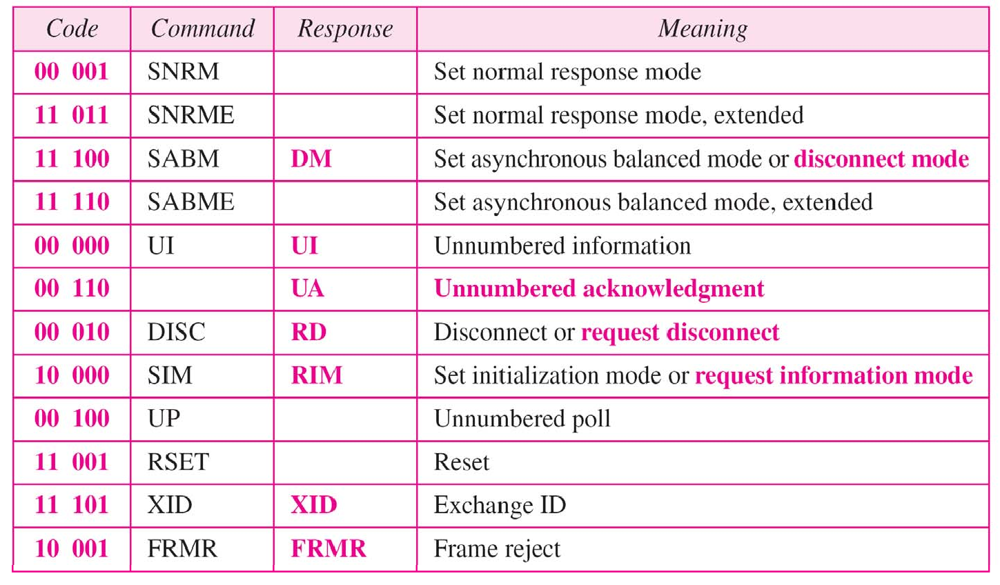 Code Command Response Meaning
00 001 SNRM Set normal response mode
11 011 SNRME Set normal response mode, extended
11 100 SABM DM Set asynchronous balanced mode or disconnect mode
11 110 SABME Set asynchronous balanced mode, extended
00 000 UI UI Unnumbered information
00 110 UA Unnumbered acknowledgment
00 010 DISC RD Disconnect or request disconnect
10 000 SIM RIM Set initialization mode or request information mode
00 100 UP Unnumbered poll
11 001 RSET Reset
11 101 XID XID Exchange ID
10 001 FRMR FRMR Frame reject